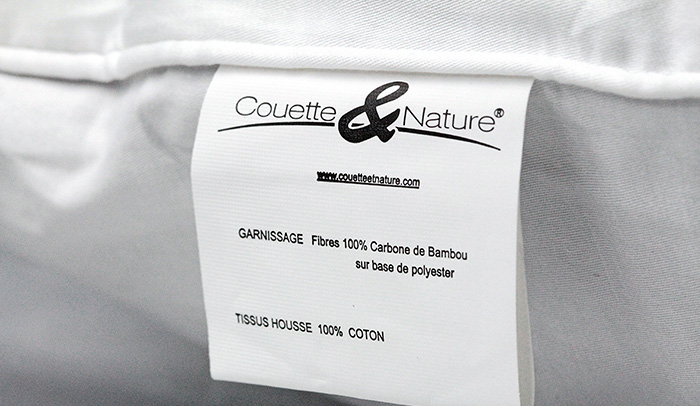 Couette & Nature®
www.couetteetnature.com
GARNISSAGE Fibres 100% Carbone de Bambou
sur base de polyester
TISSUS HOUSSE 100% COTON